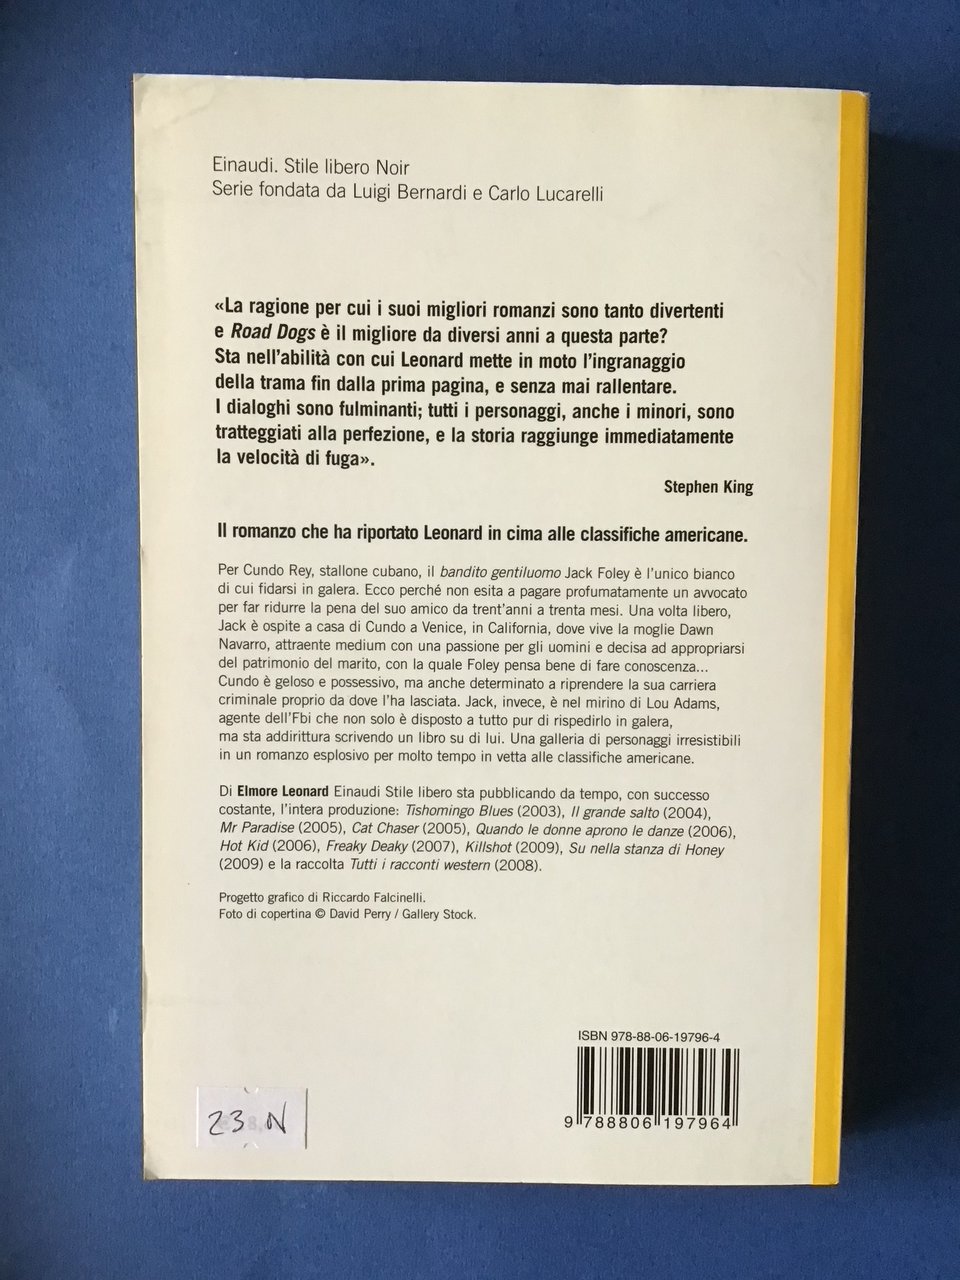 Einaudi. Stile libero Noir
Serie fondata da Luigi Bernardi e Carlo Lucarelli
«La ragione per cui i suoi migliori romanzi sono tanto divertenti
e Road Dogs è il migliore da diversi anni a questa parte?
Sta nell'abilità con cui Leonard mette in moto l'ingranaggio
della trama fin dalla prima pagina, e senza mai rallentare.
I dialoghi sono fulminanti; tutti i personaggi, anche i minori, sono
tratteggiati alla perfezione, e la storia raggiunge immediatamente
la velocità di fuga».
Stephen King
Il romanzo che ha riportato Leonard in cima alle classifiche americane.
Per Cundo Rey, stallone cubano, il bandito gentiluomo Jack Foley è l'unico bianco
di cui fidarsi in galera. Ecco perché non esita a pagare profumatamente un avvocato
per far ridurre la pena del suo amico da trent'anni a trenta mesi. Una volta libero,
Jack è ospite a casa di Cundo a Venice, in California, dove vive la moglie Dawn
Navarro, attraente medium con una passione per gli uomini e decisa ad appropriarsi
del patrimonio del marito, con la quale Foley pensa bene di fare conoscenza...
Cundo è geloso e possessivo, ma anche determinato a riprendere la sua carriera
criminale proprio da dove l'ha lasciata. Jack, invece, è nel mirino di Lou Adams,
agente dell'Fbi che non solo è disposto a tutto pur di rispedirlo in galera,
ma sta addirittura scrivendo un libro su di lui. Una galleria di personaggi irresistibili
in un romanzo esplosivo per molto tempo in vetta alle classifiche americane.
Di Elmore Leonard Einaudi Stile libero sta pubblicando da tempo, con successo
costante, l'intera produzione: Tishomingo Blues (2003), Il grande salto (2004),
Mr Paradise (2005), Cat Chaser (2005), Quando le donne aprono le danze (2006),
Hot Kid (2006), Freaky Deaky (2007), Killshot (2009), Su nella stanza di Honey
(2009) e la raccolta Tutti i racconti western (2008).
Progetto grafico di Riccardo Falcinelli.
Foto di copertina © David Perry / Gallery Stock.
ISBN 978-88-06-19796-4
9 788806 197964
23 N